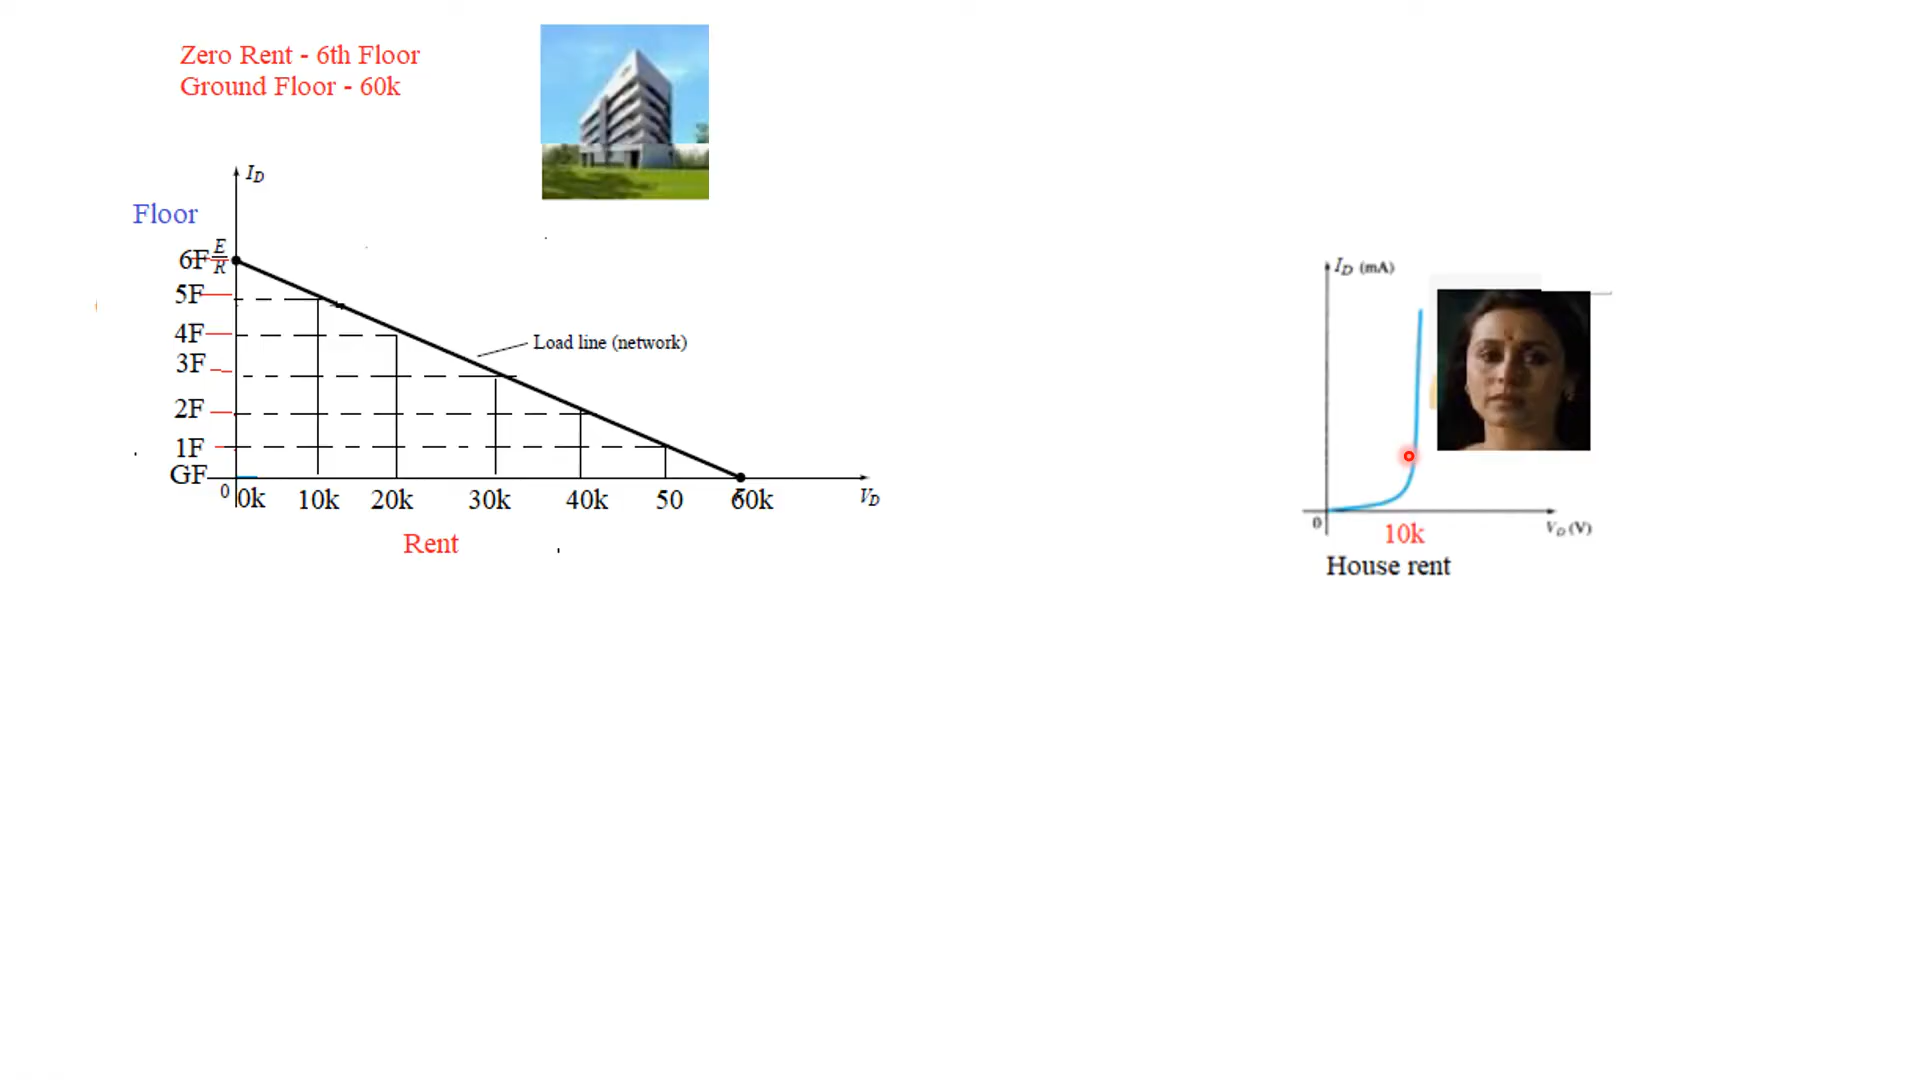 Zero Rent - 6th Floor
Ground Floor - 60k
I_D
Floor
6F E/R
5F
4F
3F
2F
1F
GF
Load line (network)
0 0k 10k 20k 30k 40k 50 60k V_D
Rent
I_D (mA)
0 10k V_D (V)
House rent